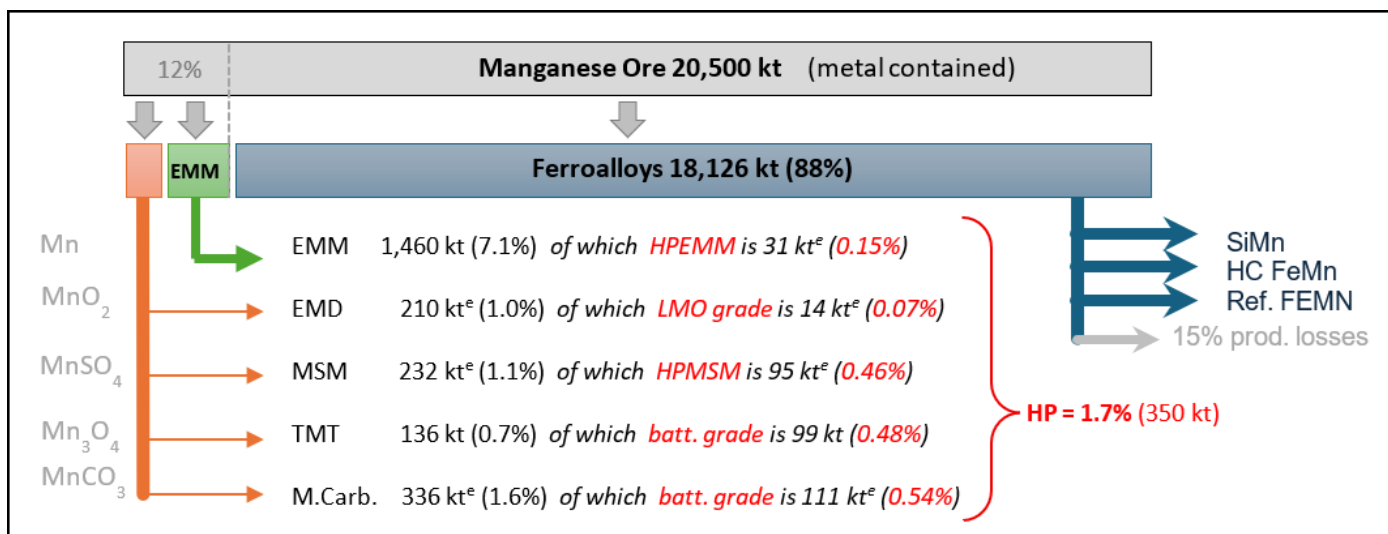 12%
Manganese Ore 20,500 kt (metal contained)
EMM
Ferroalloys 18,126 kt (88%)
Mn
EMM 1,460 kt (7.1%) of which HPEMM is 31 ktᵉ (0.15%)
MnO₂
EMD 210 ktᵉ (1.0%) of which LMO grade is 14 ktᵉ (0.07%)
MnSO₄
MSM 232 ktᵉ (1.1%) of which HPMSM is 95 ktᵉ (0.46%)
Mn₃O₄
TMT 136 kt (0.7%) of which batt. grade is 99 kt (0.48%)
MnCO₃
M.Carb. 336 ktᵉ (1.6%) of which batt. grade is 111 ktᵉ (0.54%)
HP = 1.7% (350 kt)
SiMn
HC FeMn
Ref. FEMN
15% prod. losses